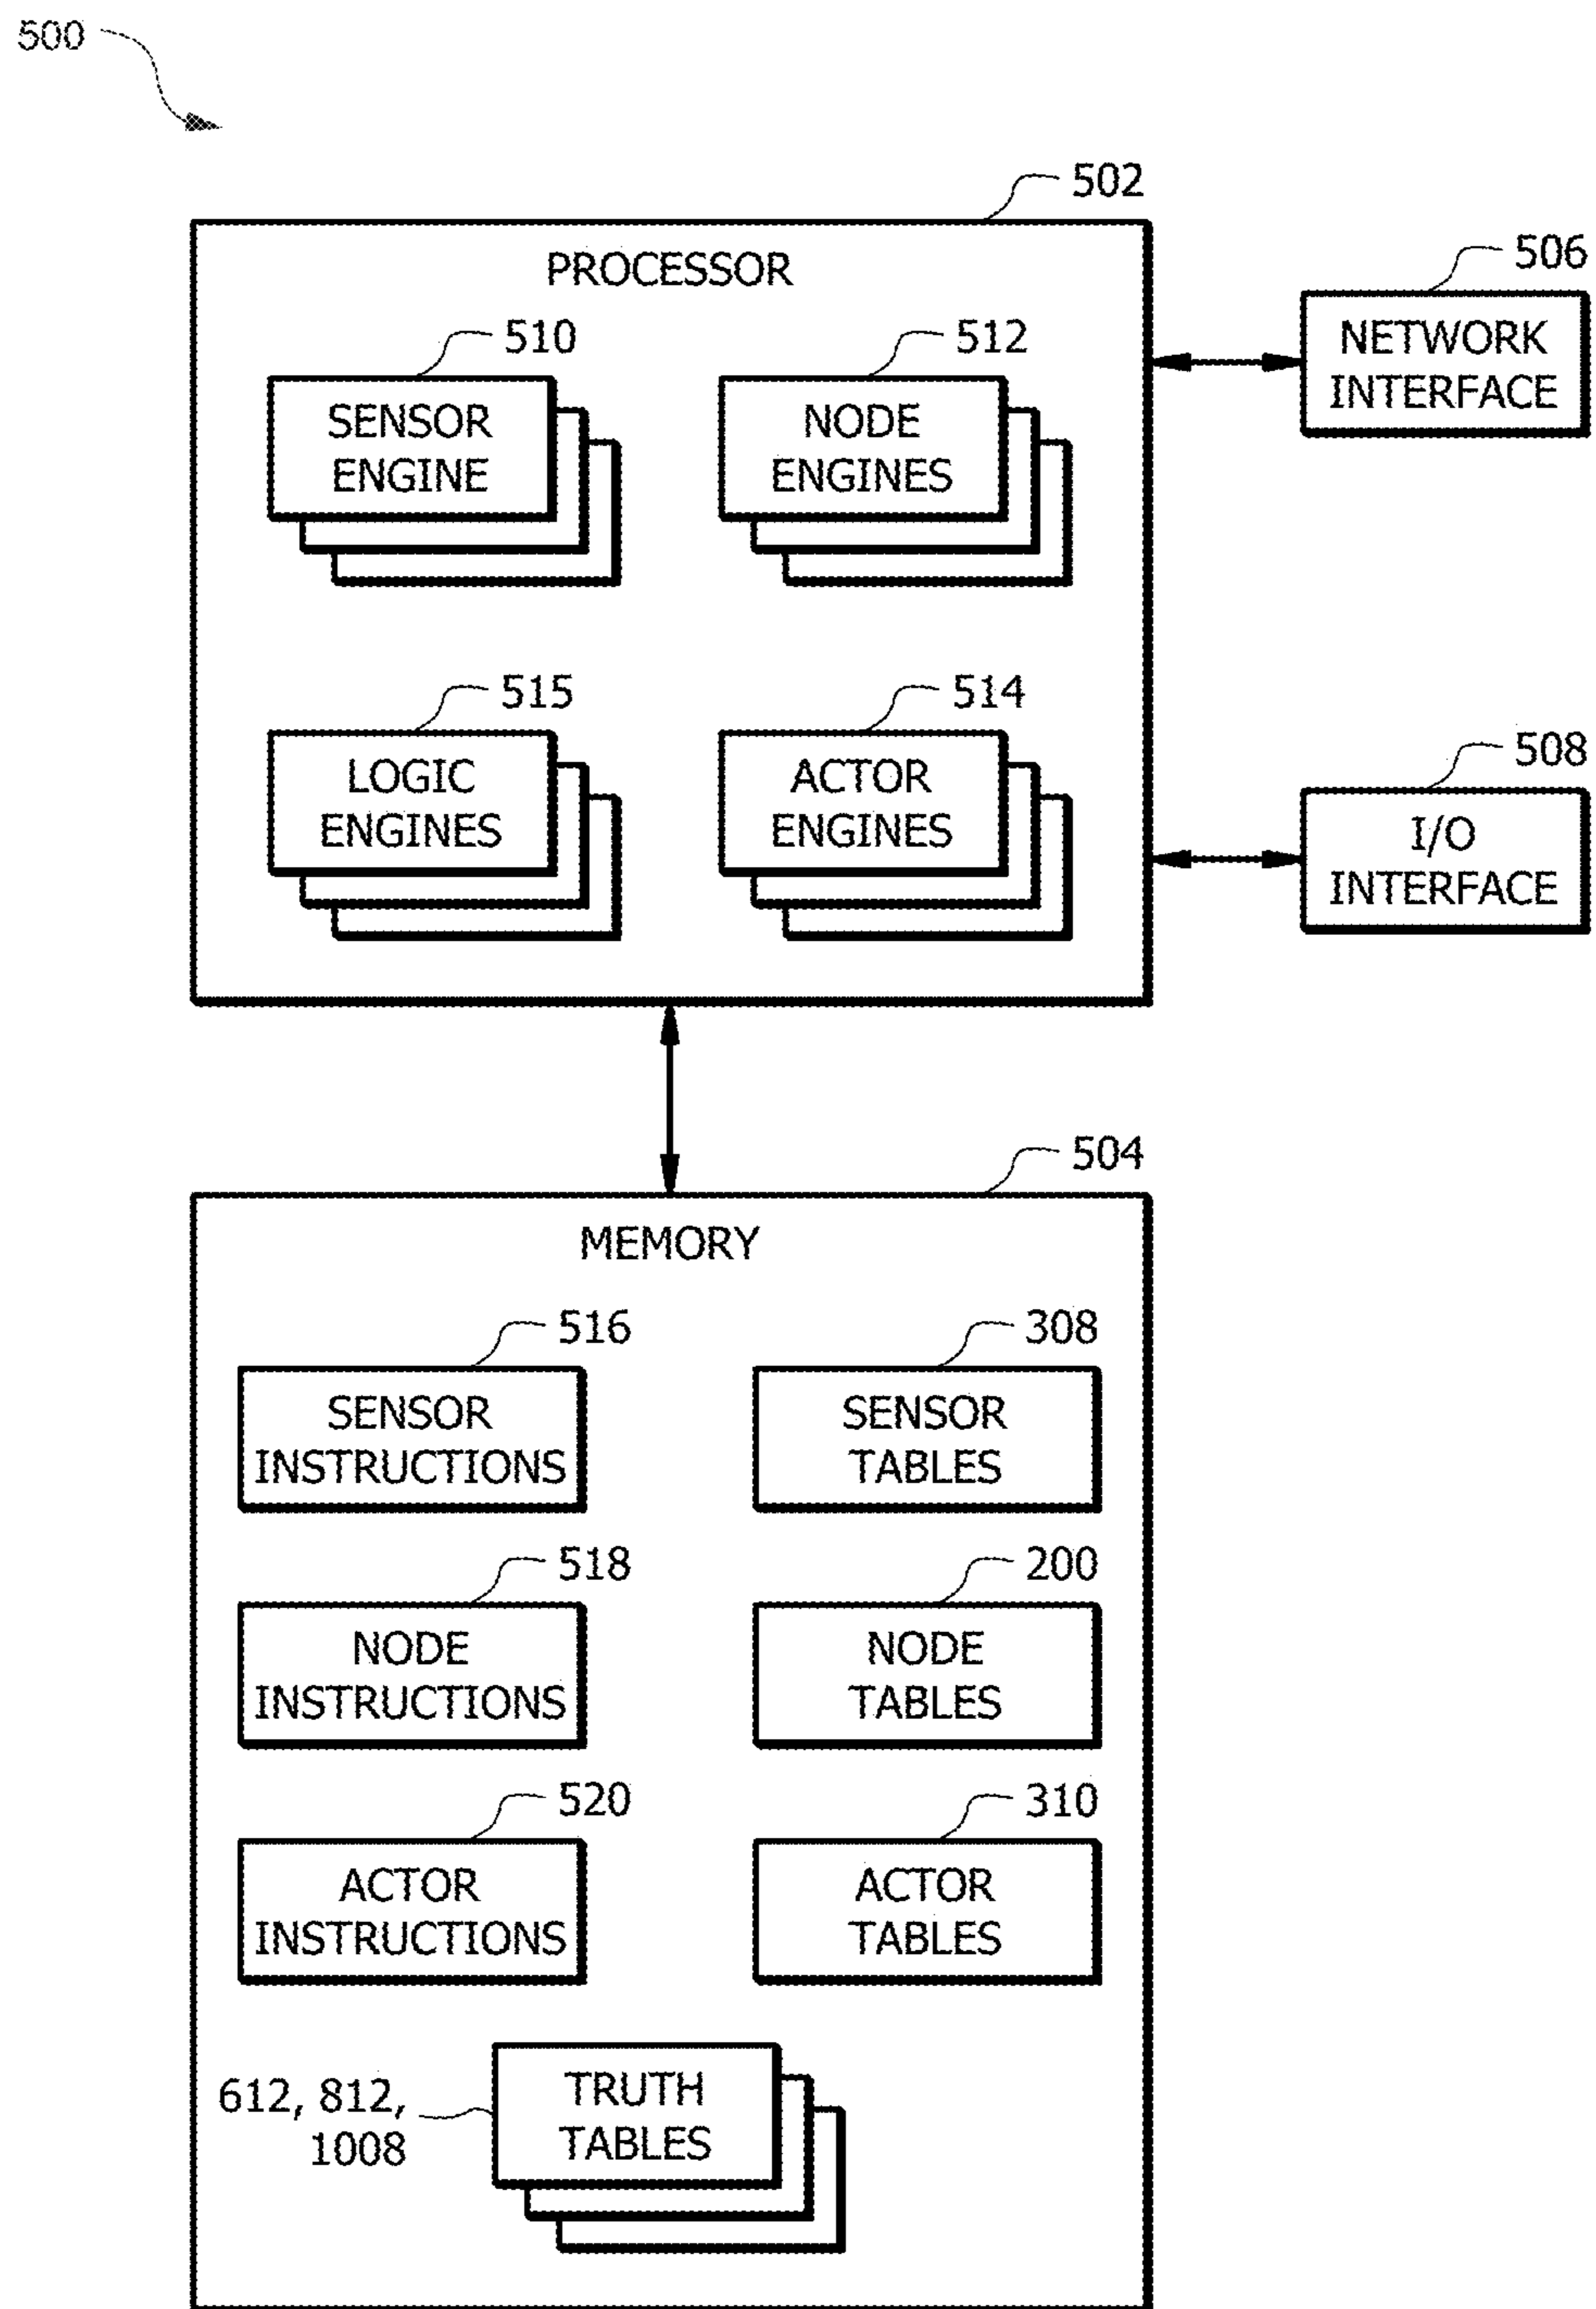 500
502
PROCESSOR
506
NETWORK
INTERFACE
510
SENSOR
ENGINE
512
NODE
ENGINES
515
LOGIC
ENGINES
514
ACTOR
ENGINES
508
I/O
INTERFACE
504
MEMORY
516
SENSOR
INSTRUCTIONS
308
SENSOR
TABLES
518
NODE
INSTRUCTIONS
200
NODE
TABLES
520
ACTOR
INSTRUCTIONS
310
ACTOR
TABLES
612, 812,
1008
TRUTH
TABLES